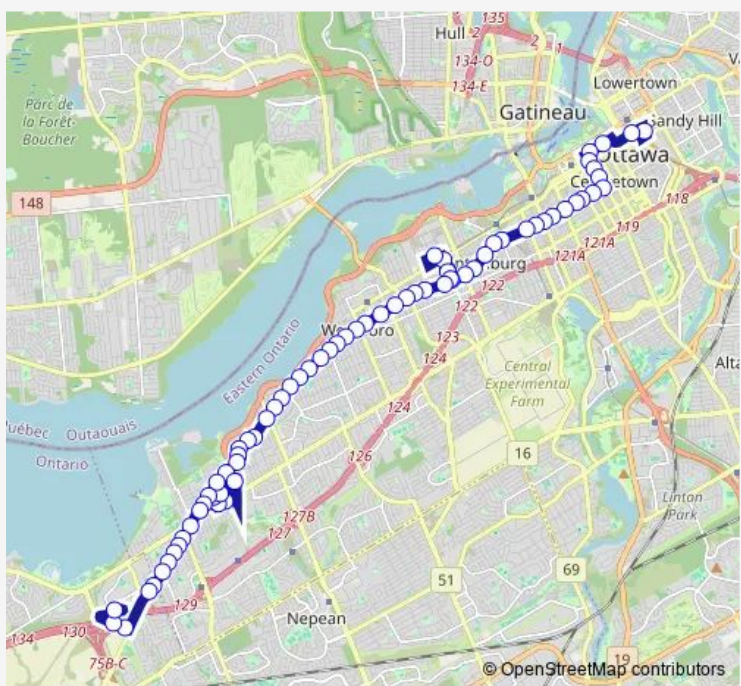 135
Hull
2
2
1
134-O
134-E
Lowertown
Gatineau
Sandy Hill
Ottawa
Parc de
la Forêt-
Boucher
148
118
119
121A
121A
122
122
123
124
124
126
Eastern Ontario
Central
Experimental
Farm
16
Québec Outaouais
Ontario
127B
127
Linton
Park
51
69
129
Nepean
134
130
75B-C
19
© OpenStreetMap contributors